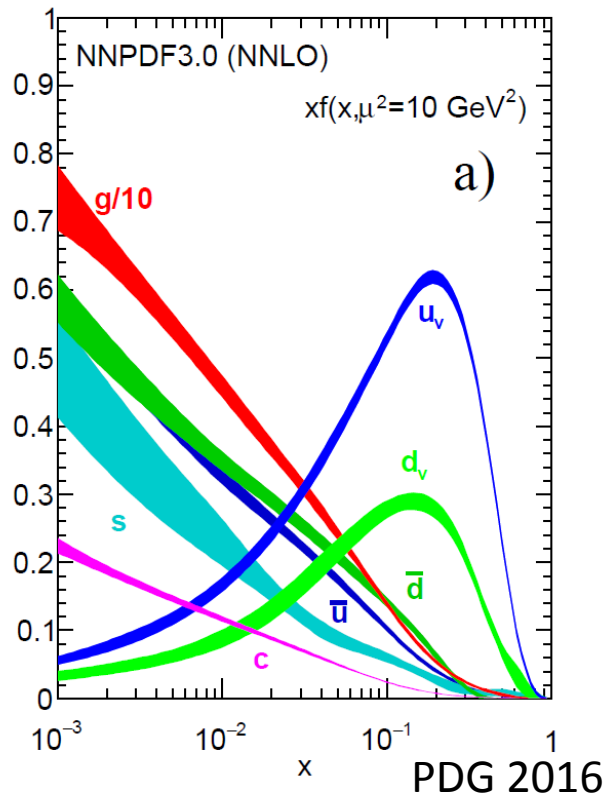 NNPDF3.0 (NNLO)
xf(x,μ²=10 GeV²)
a)
g/10
u_v
d_v
s
ū
d̄
c
1
0.9
0.8
0.7
0.6
0.5
0.4
0.3
0.2
0.1
0
10⁻³
10⁻²
10⁻¹
1
x
PDG 2016